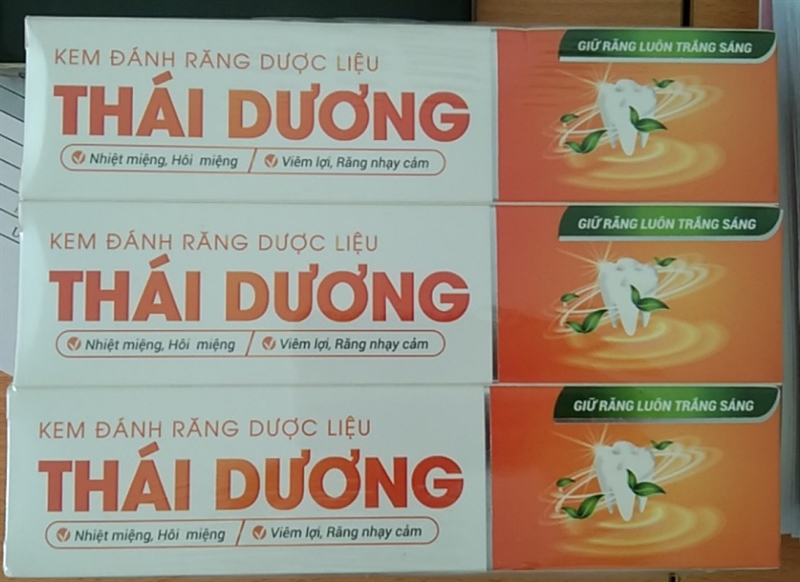 KEM ĐÁNH RĂNG DƯỢC LIỆU
THÁI DƯƠNG
Nhiệt miệng, Hôi miệng
Viêm lợi, Răng nhạy cảm
GIỮ RĂNG LUÔN TRẮNG SÁNG
KEM ĐÁNH RĂNG DƯỢC LIỆU
THÁI DƯƠNG
Nhiệt miệng, Hôi miệng
Viêm lợi, Răng nhạy cảm
GIỮ RĂNG LUÔN TRẮNG SÁNG
KEM ĐÁNH RĂNG DƯỢC LIỆU
THÁI DƯƠNG
Nhiệt miệng, Hôi miệng
Viêm lợi, Răng nhạy cảm
GIỮ RĂNG LUÔN TRẮNG SÁNG